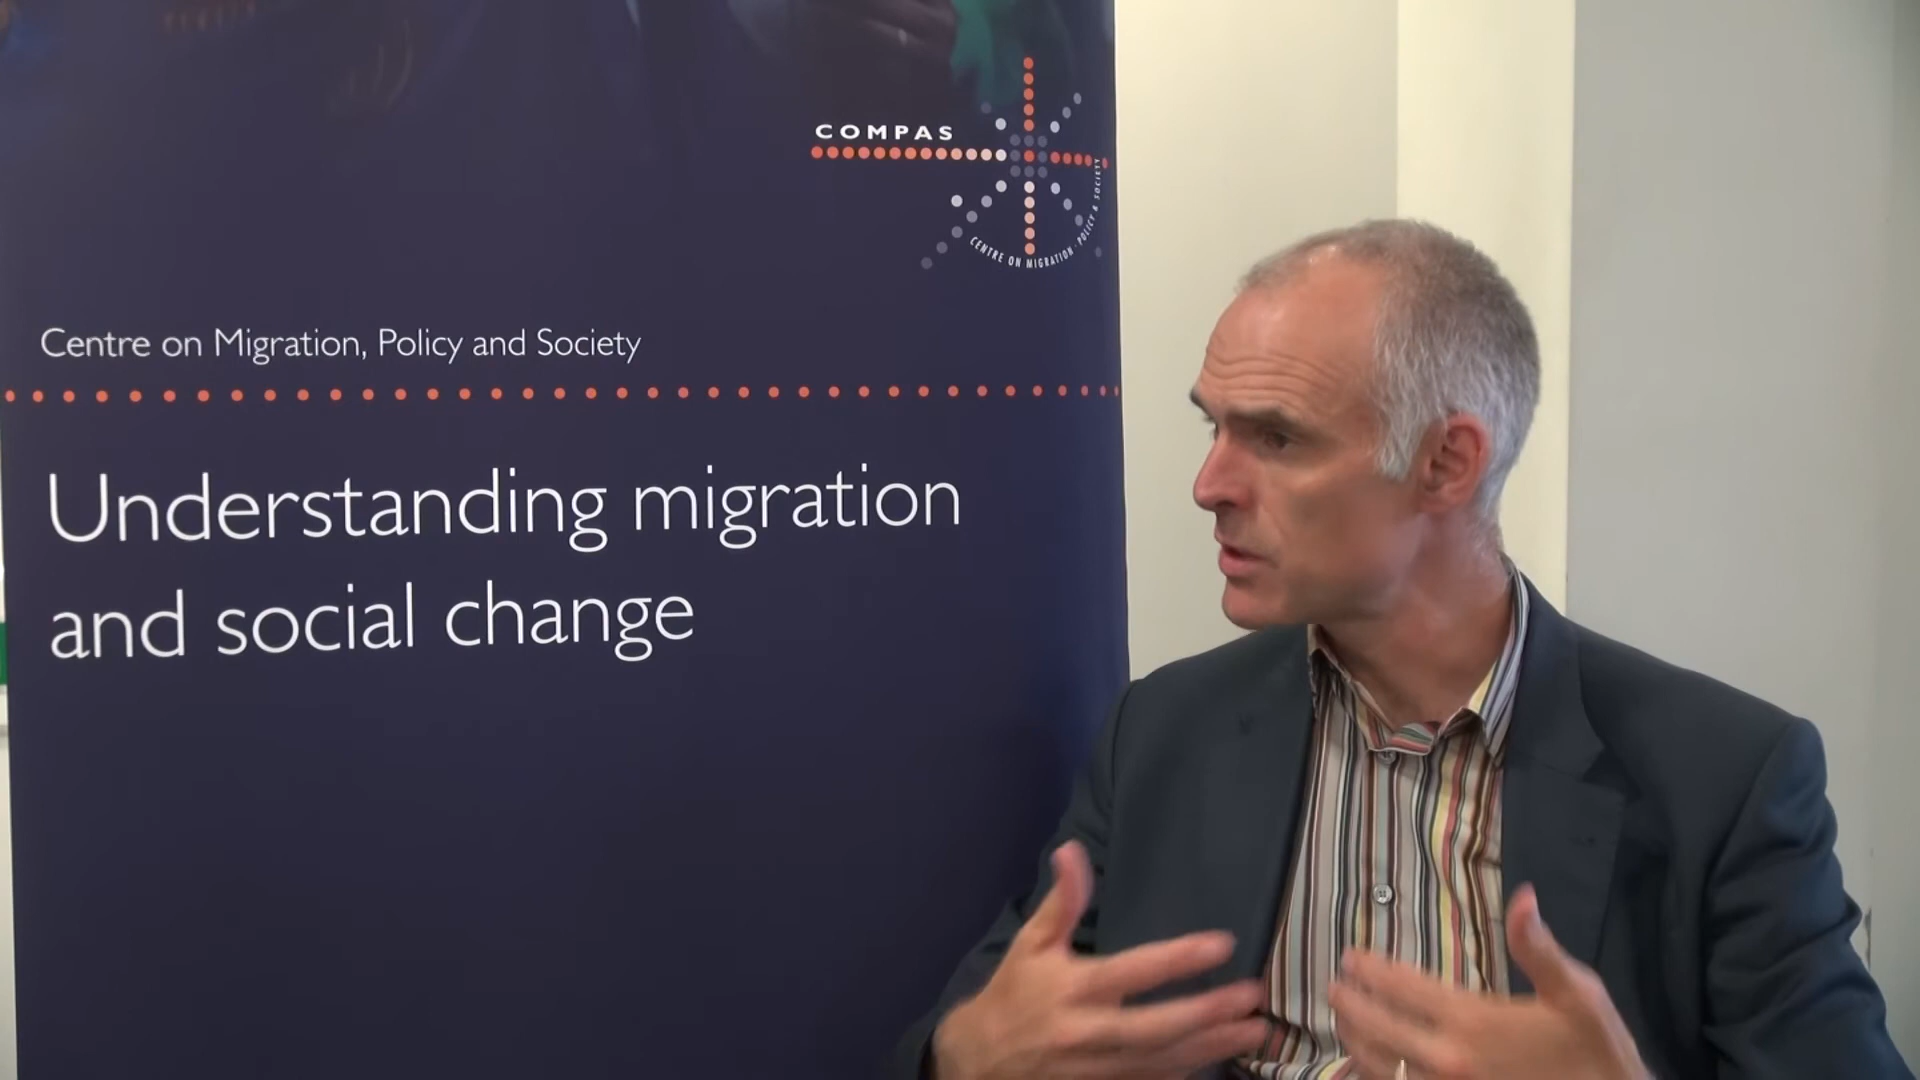 COMPAS
CENTRE ON MIGRATION · POLICY & SOCIETY
Centre on Migration, Policy and Society
Understanding migration
and social change